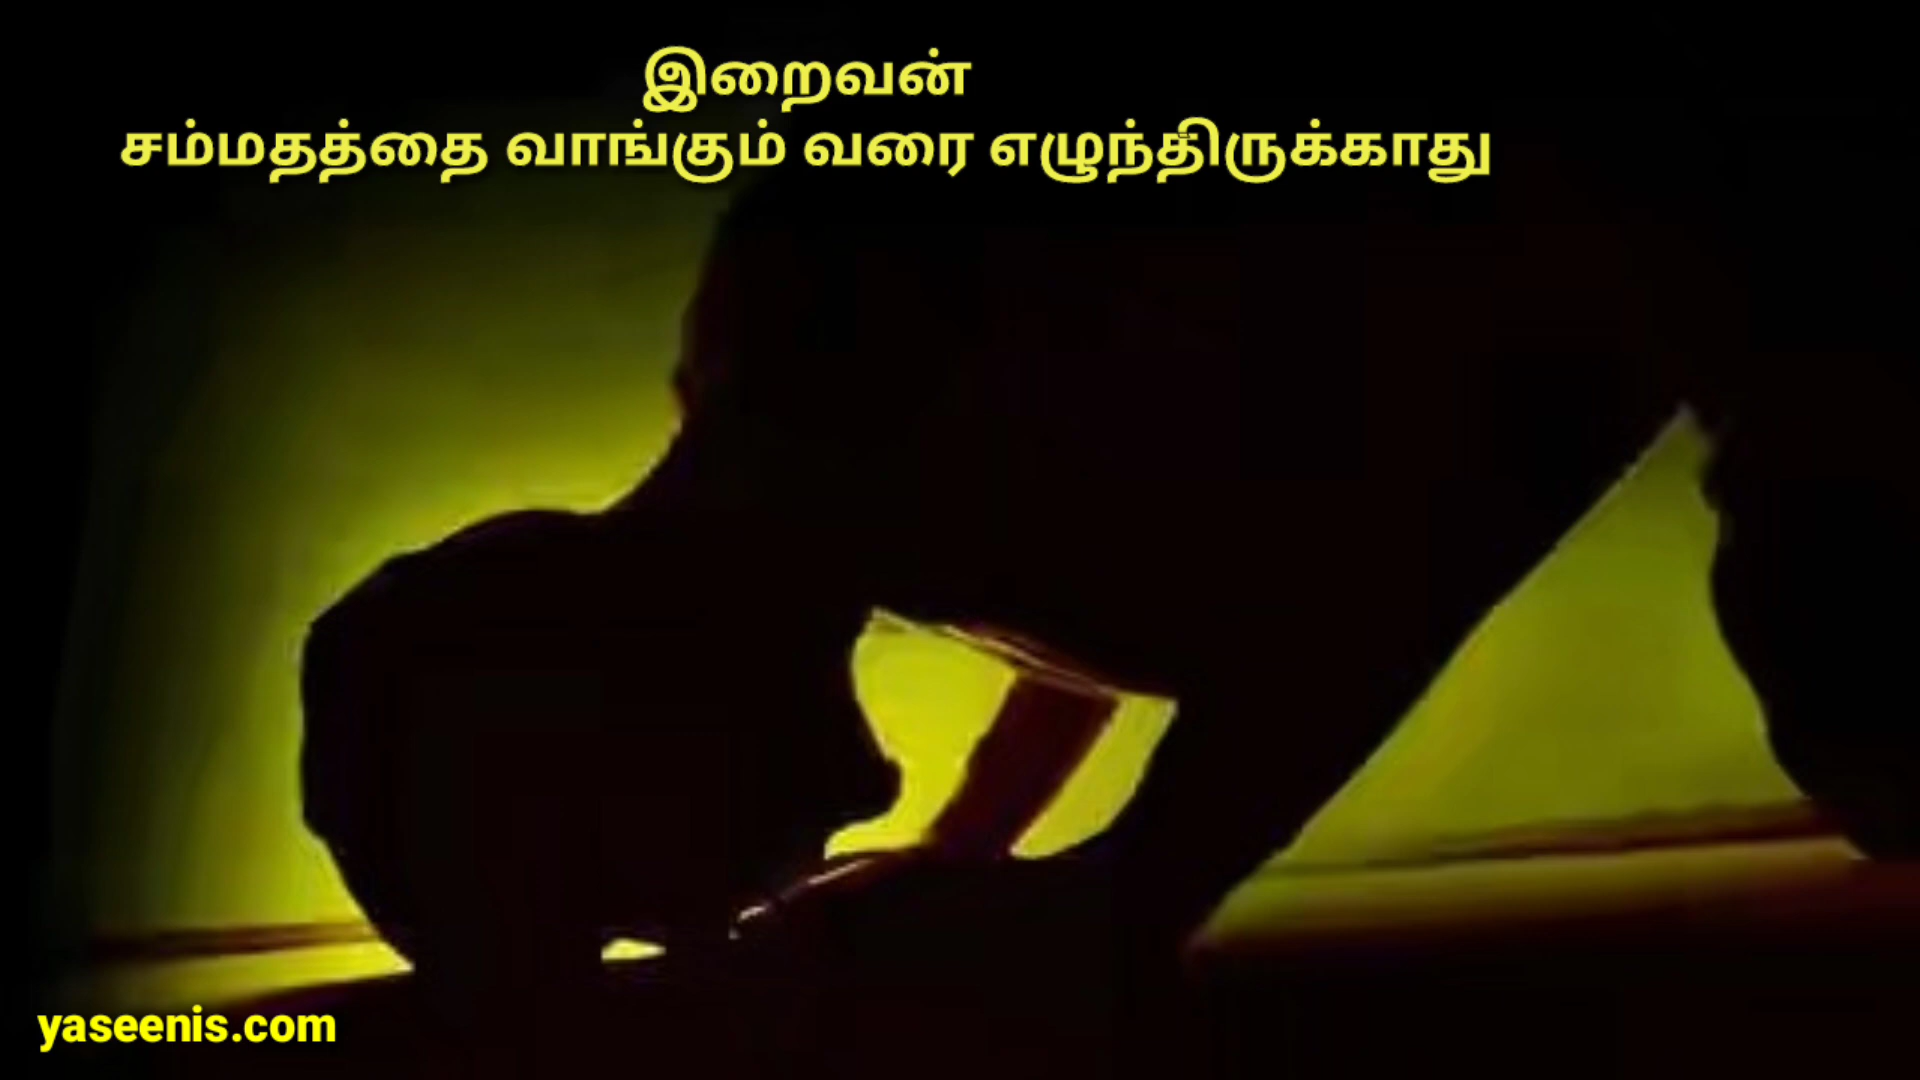 இறைவன்
சம்மதத்தை வாங்கும் வரை எழுந்திருக்காது
yaseenis.com